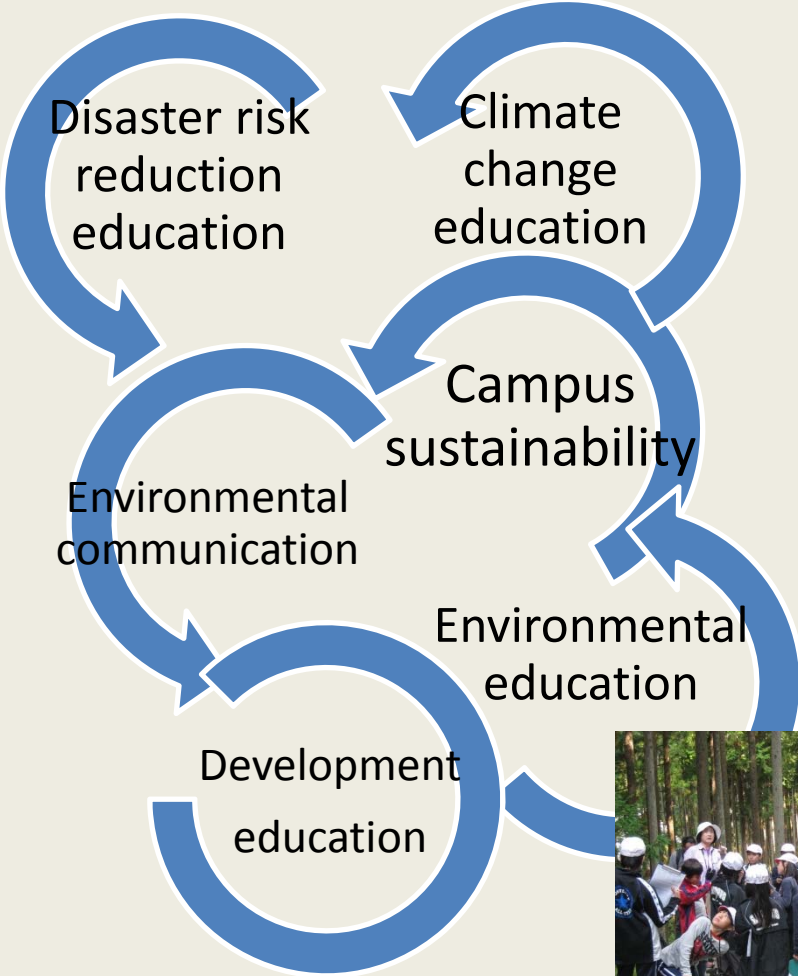 Disaster risk
reduction
education
Climate
change
education
Campus
sustainability
Environmental
communication
Environmental
education
Development
education